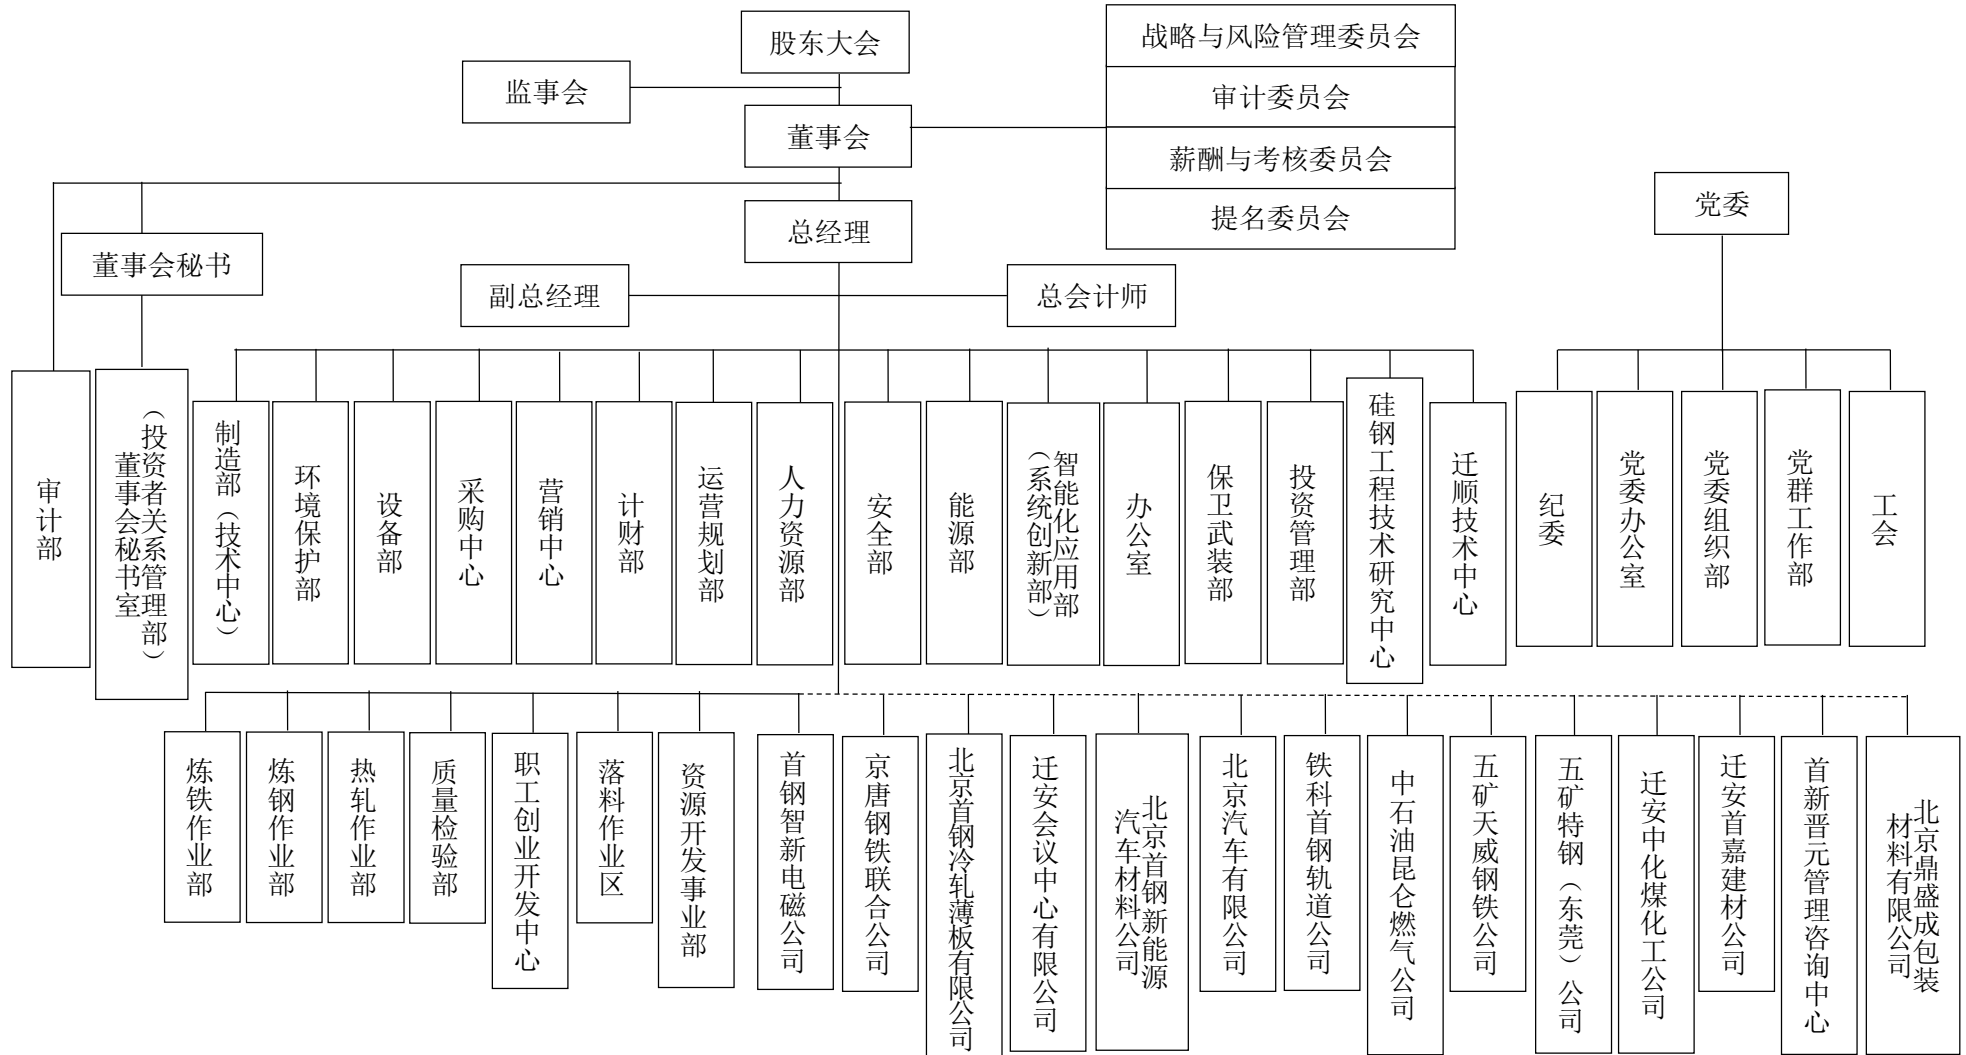 股东大会
监事会
董事会
战略与风险管理委员会
审计委员会
薪酬与考核委员会
提名委员会
总经理
党委
董事会秘书
副总经理
总会计师
审计部
董事会秘书室
（投资者关系管理部）
制造部（技术中心）
环境保护部
设备部
采购中心
营销中心
计财部
运营规划部
人力资源部
安全部
能源部
智能化应用部
（系统创新部）
办公室
保卫武装部
投资管理部
硅钢工程技术研究中心
迁顺技术中心
纪委
党委办公室
党委组织部
党群工作部
工会
炼铁作业部
炼钢作业部
热轧作业部
质量检验部
职工创业开发中心
落料作业区
资源开发事业部
首钢智新电磁公司
京唐钢铁联合公司
北京首钢冷轧薄板有限公司
迁安会议中心有限公司
北京首钢新能源
汽车材料公司
北京汽车有限公司
铁科首钢轨道公司
中石油昆仑燃气公司
五矿天威钢铁公司
五矿特钢（东莞）公司
迁安中化煤化工公司
迁安首嘉建材公司
首新晋元管理咨询中心
北京鼎盛成包装
材料有限公司